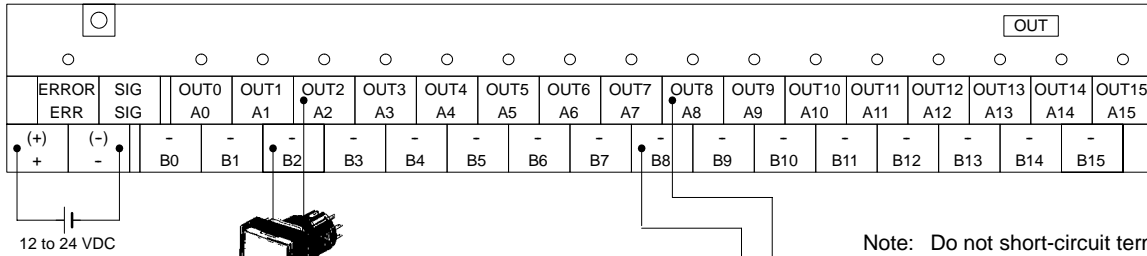 OUT
ERROR SIG OUT0 OUT1 OUT2 OUT3 OUT4 OUT5 OUT6 OUT7 OUT8 OUT9 OUT10 OUT11 OUT12 OUT13 OUT14 OUT15
ERR SIG A0 A1 A2 A3 A4 A5 A6 A7 A8 A9 A10 A11 A12 A13 A14 A15
(+) (-) - - - - - - - - - - - - - - - -
+ - B0 B1 B2 B3 B4 B5 B6 B7 B8 B9 B10 B11 B12 B13 B14 B15
12 to 24 VDC
Note: Do not short-circuit